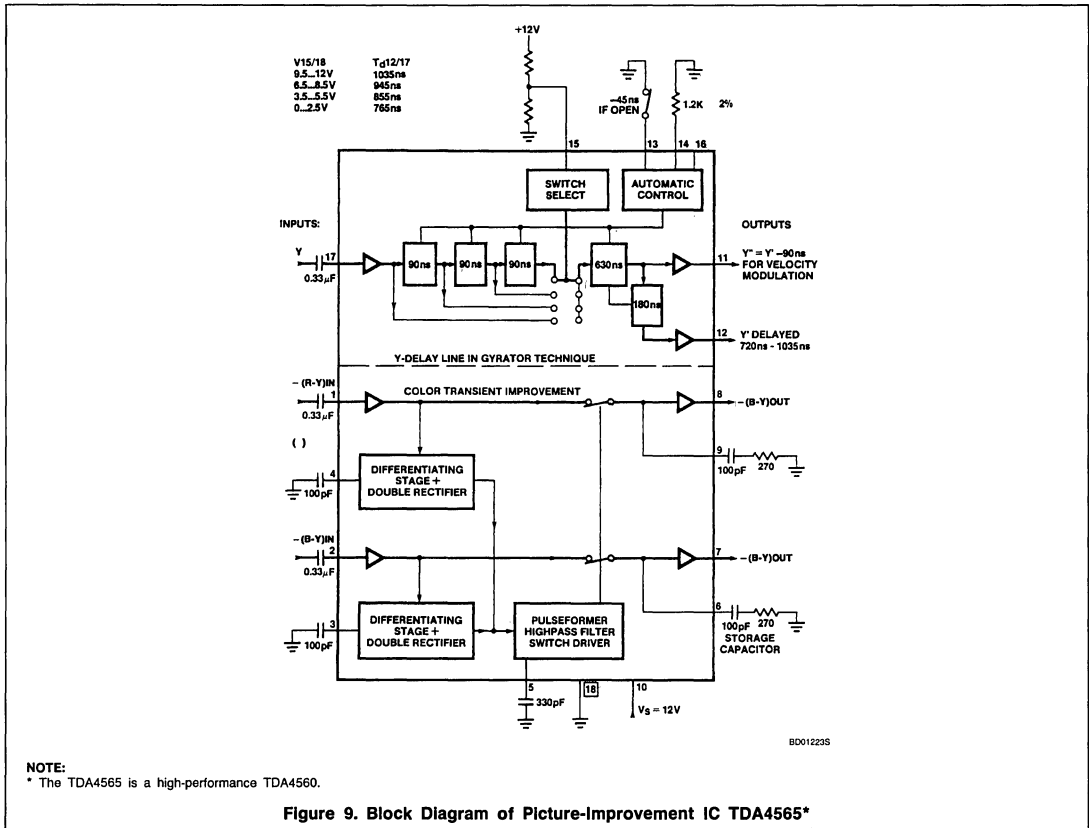 +12V
V15/18 Td12/17
9.5...12V 1035ns
6.5...8.5V 945ns
3.5...5.5V 855ns
0...2.5V 765ns
–45ns
IF OPEN
1.2K 2%
15 13 14 16
SWITCH
SELECT
AUTOMATIC
CONTROL
INPUTS:
OUTPUTS
Y
17
0.33µF
90ns
90ns
90ns
630ns
180ns
11
Y" = Y' –90ns
FOR VELOCITY
MODULATION
12
Y' DELAYED
720ns - 1035ns
Y-DELAY LINE IN GYRATOR TECHNIQUE
– (R-Y)IN
1
0.33µF
COLOR TRANSIENT IMPROVEMENT
8
–(B-Y)OUT
( )
9
100pF 270
4
100pF
DIFFERENTIATING
STAGE +
DOUBLE RECTIFIER
–(B-Y)IN
2
0.33µF
7
–(B-Y)OUT
6
100pF 270
STORAGE
CAPACITOR
3
100pF
DIFFERENTIATING
STAGE +
DOUBLE RECTIFIER
PULSEFORMER
HIGHPASS FILTER
SWITCH DRIVER
5 18 10
330pF
VS = 12V
BD01223S
NOTE:
* The TDA4565 is a high-performance TDA4560.
Figure 9. Block Diagram of Picture-Improvement IC TDA4565*